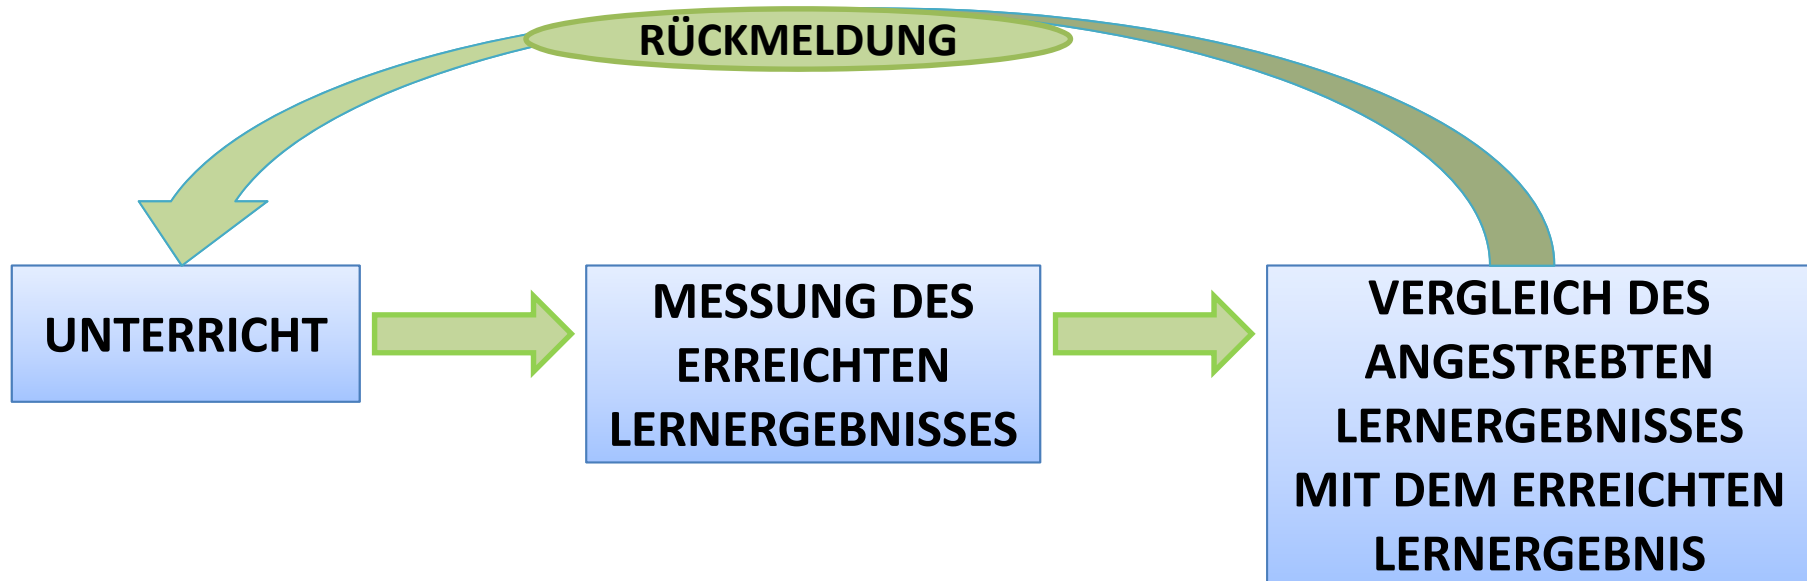 RÜCKMELDUNG
UNTERRICHT
MESSUNG DES
ERREICHTEN
LERNERGEBNISSES
VERGLEICH DES
ANGESTREBTEN
LERNERGEBNISSES
MIT DEM ERREICHTEN
LERNERGEBNIS